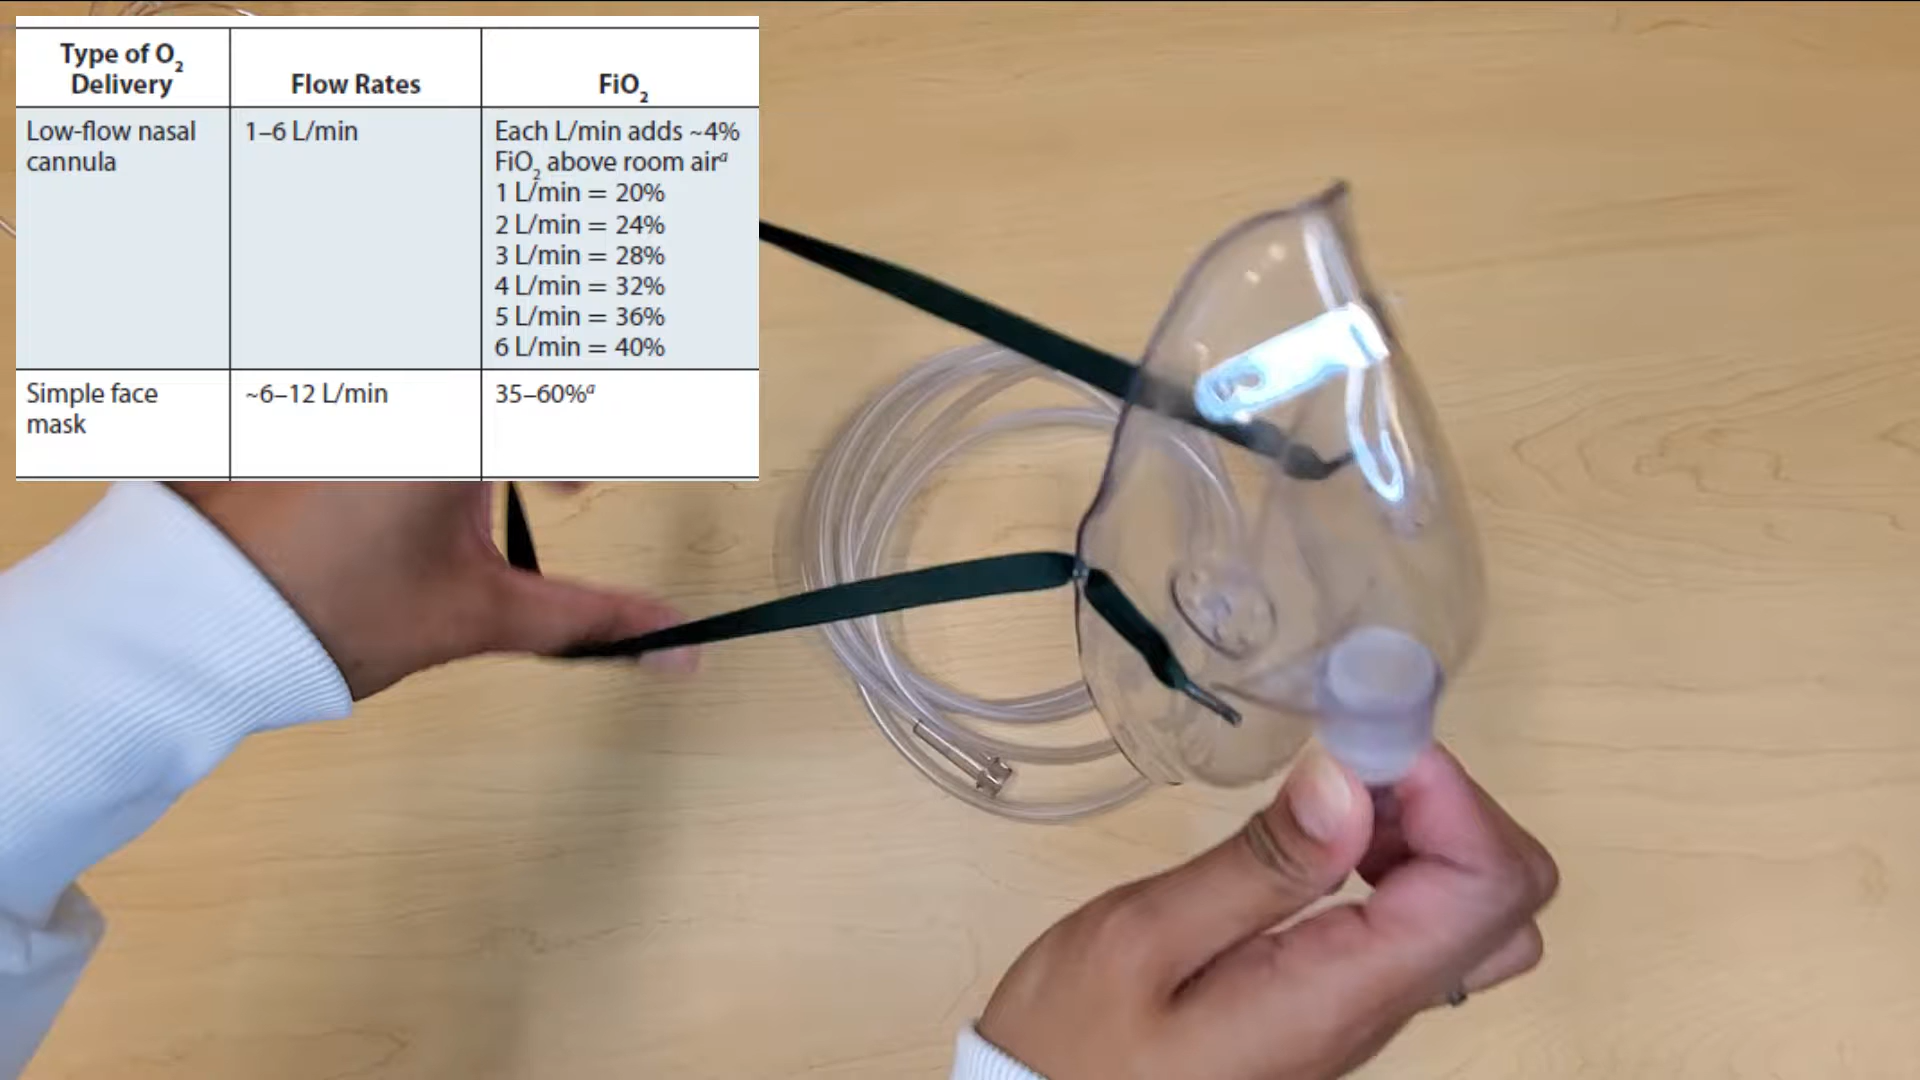 Type of O₂ Delivery
Flow Rates
FiO₂
Low-flow nasal cannula
1–6 L/min
Each L/min adds ~4%
FiO₂ above room airᵃ
1 L/min = 20%
2 L/min = 24%
3 L/min = 28%
4 L/min = 32%
5 L/min = 36%
6 L/min = 40%
Simple face mask
~6–12 L/min
35–60%ᵃ